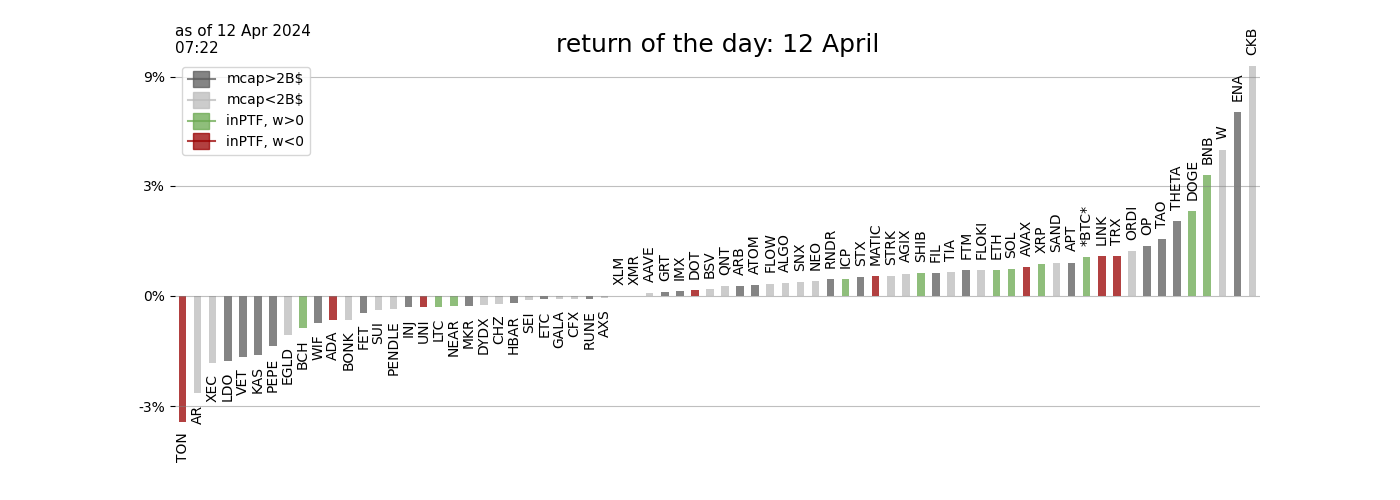 as of 12 Apr 2024
07:22
return of the day: 12 April
9%
3%
0%
-3%
mcap>2B$
mcap<2B$
inPTF, w>0
inPTF, w<0
TON
AR
XEC
LDO
VET
KAS
PEPE
EGLD
BCH
WIF
ADA
BONK
FET
SUI
PENDLE
INJ
UNI
LTC
NEAR
MKR
DYDX
CHZ
HBAR
SEI
ETC
GALA
CFX
RUNE
AXS
XLM
XMR
AAVE
GRT
IMX
DOT
BSV
QNT
ARB
ATOM
FLOW
ALGO
SNX
NEO
RNDR
ICP
STX
MATIC
STRK
AGIX
SHIB
FIL
TIA
FTM
FLOKI
ETH
SOL
AVAX
XRP
SAND
APT
*BTC*
LINK
TRX
ORDI
OP
TAO
THETA
DOGE
BNB
W
ENA
CKB